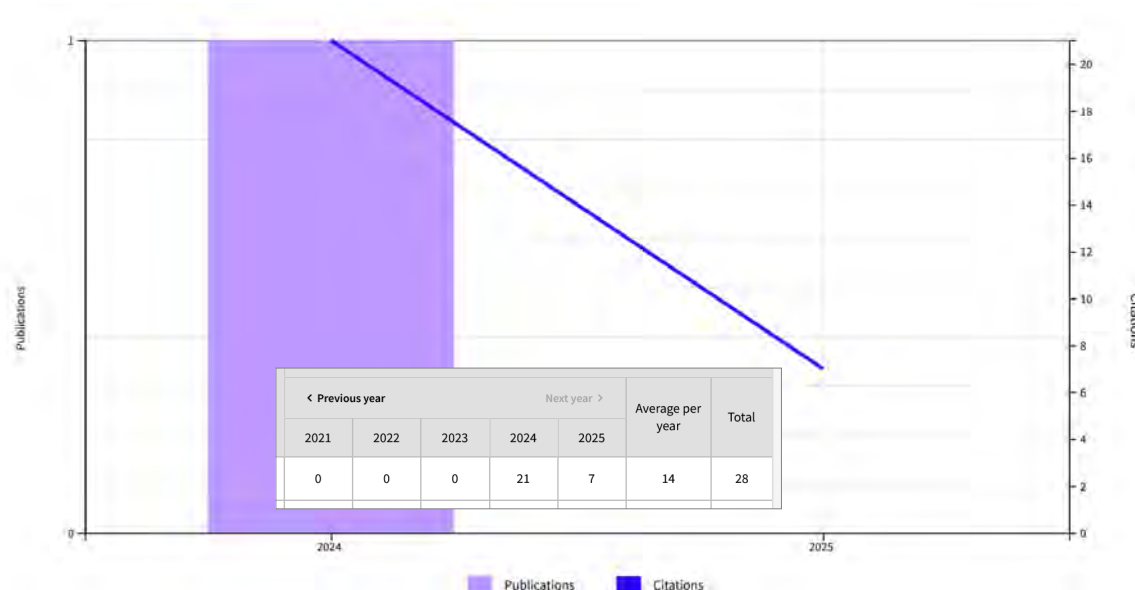 1
20
18
16
14
12
10
8
6
4
2
0
Publications
Citations
‹ Previous year
Next year ›
Average per year
Total
2021 2022 2023 2024 2025
0 0 0 21 7 14 28
0
2024 2025
Publications Citations